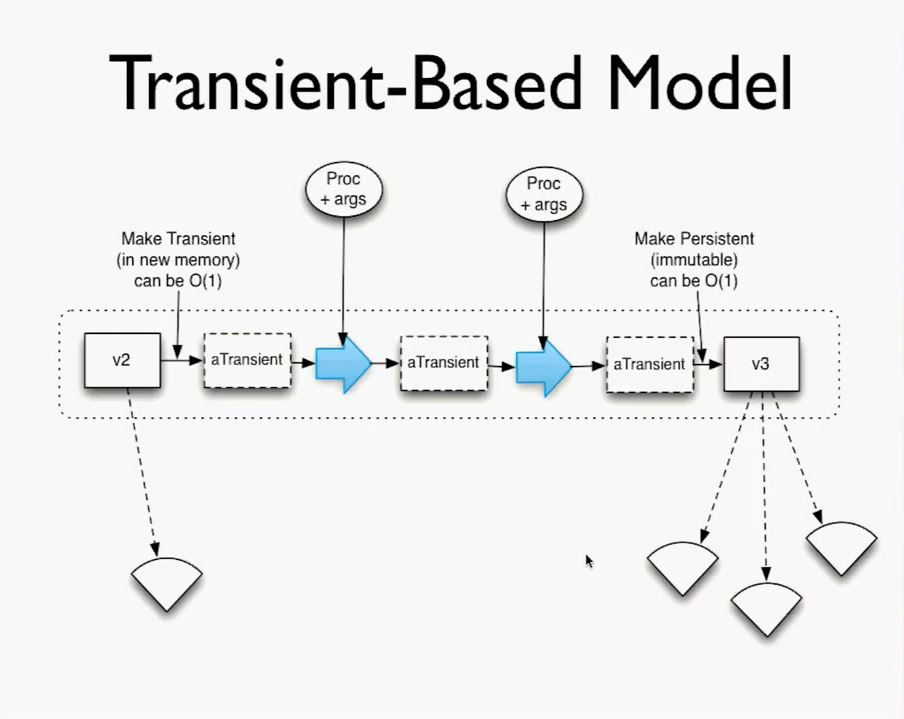 Transient-Based Model
Proc
+ args
Proc
+ args
Make Transient
(in new memory)
can be O(1)
Make Persistent
(immutable)
can be O(1)
v2
aTransient
aTransient
aTransient
v3